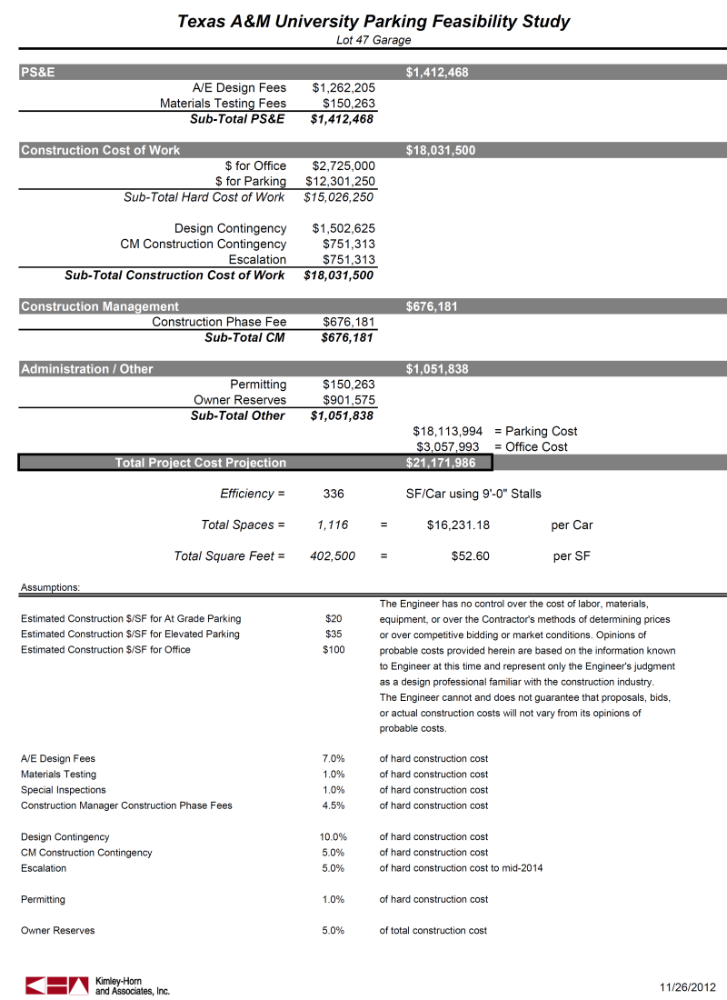 Texas A&M University Parking Feasibility Study
Lot 47 Garage
PS&E $1,412,468
A/E Design Fees $1,262,205
Materials Testing Fees $150,263
Sub-Total PS&E $1,412,468
Construction Cost of Work $18,031,500
$ for Office $2,725,000
$ for Parking $12,301,250
Sub-Total Hard Cost of Work $15,026,250
Design Contingency $1,502,625
CM Construction Contingency $751,313
Escalation $751,313
Sub-Total Construction Cost of Work $18,031,500
Construction Management $676,181
Construction Phase Fee $676,181
Sub-Total CM $676,181
Administration / Other $1,051,838
Permitting $150,263
Owner Reserves $901,575
Sub-Total Other $1,051,838
$18,113,994 = Parking Cost
$3,057,993 = Office Cost
Total Project Cost Projection $21,171,986
Efficiency = 336 SF/Car using 9'-0" Stalls
Total Spaces = 1,116 = $16,231.18 per Car
Total Square Feet = 402,500 = $52.60 per SF
Assumptions:
Estimated Construction $/SF for At Grade Parking $20
Estimated Construction $/SF for Elevated Parking $35
Estimated Construction $/SF for Office $100
The Engineer has no control over the cost of labor, materials,
equipment, or over the Contractor's methods of determining prices
or over competitive bidding or market conditions. Opinions of
probable costs provided herein are based on the information known
to Engineer at this time and represent only the Engineer's judgment
as a design professional familiar with the construction industry.
The Engineer cannot and does not guarantee that proposals, bids,
or actual construction costs will not vary from its opinions of
probable costs.
A/E Design Fees 7.0% of hard construction cost
Materials Testing 1.0% of hard construction cost
Special Inspections 1.0% of hard construction cost
Construction Manager Construction Phase Fees 4.5% of hard construction cost
Design Contingency 10.0% of hard construction cost
CM Construction Contingency 5.0% of hard construction cost
Escalation 5.0% of hard construction cost to mid-2014
Permitting 1.0% of hard construction cost
Owner Reserves 5.0% of total construction cost
Kimley-Horn
and Associates, Inc.
11/26/2012